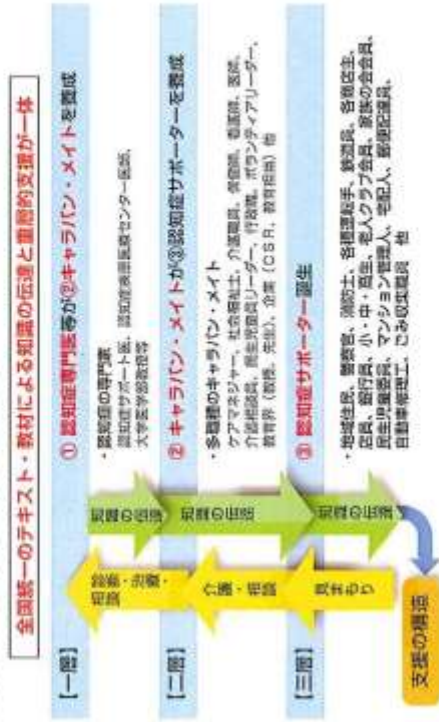 全国統一のテキスト・教材による知識の伝達と重層的支援が一体
【一層】
① 認知症専門医等が②キャラバン・メイトを養成
・認知症の専門家
認知症サポート医、認知症疾患医療センター医師、
大学医学部教授等
診断・治療・
相談
知識の伝達
【二層】
② キャラバン・メイトが③認知症サポーターを養成
・多職種のキャラバン・メイト
ケアマネジャー、社会福祉士、介護職員、保健師、看護師、医師、
介護相談員、民生児童委員リーダー、行政職、ボランティアリーダー、
教育界（教授、先生）、企業（CSR、教育担当）他
介護・相談
知識の伝達
【三層】
③ 認知症サポーター誕生
・地域住民、警察官、消防士、各種運転手、鉄道員、各種店主、
店員、銀行員、小・中・高生、老人クラブ会員、家族の会会員、
民生児童委員、マンション管理人、宅配人、郵便配達員、
自動車修理工、ごみ収支職員　他
見まもり
知識の伝達
支援の構造